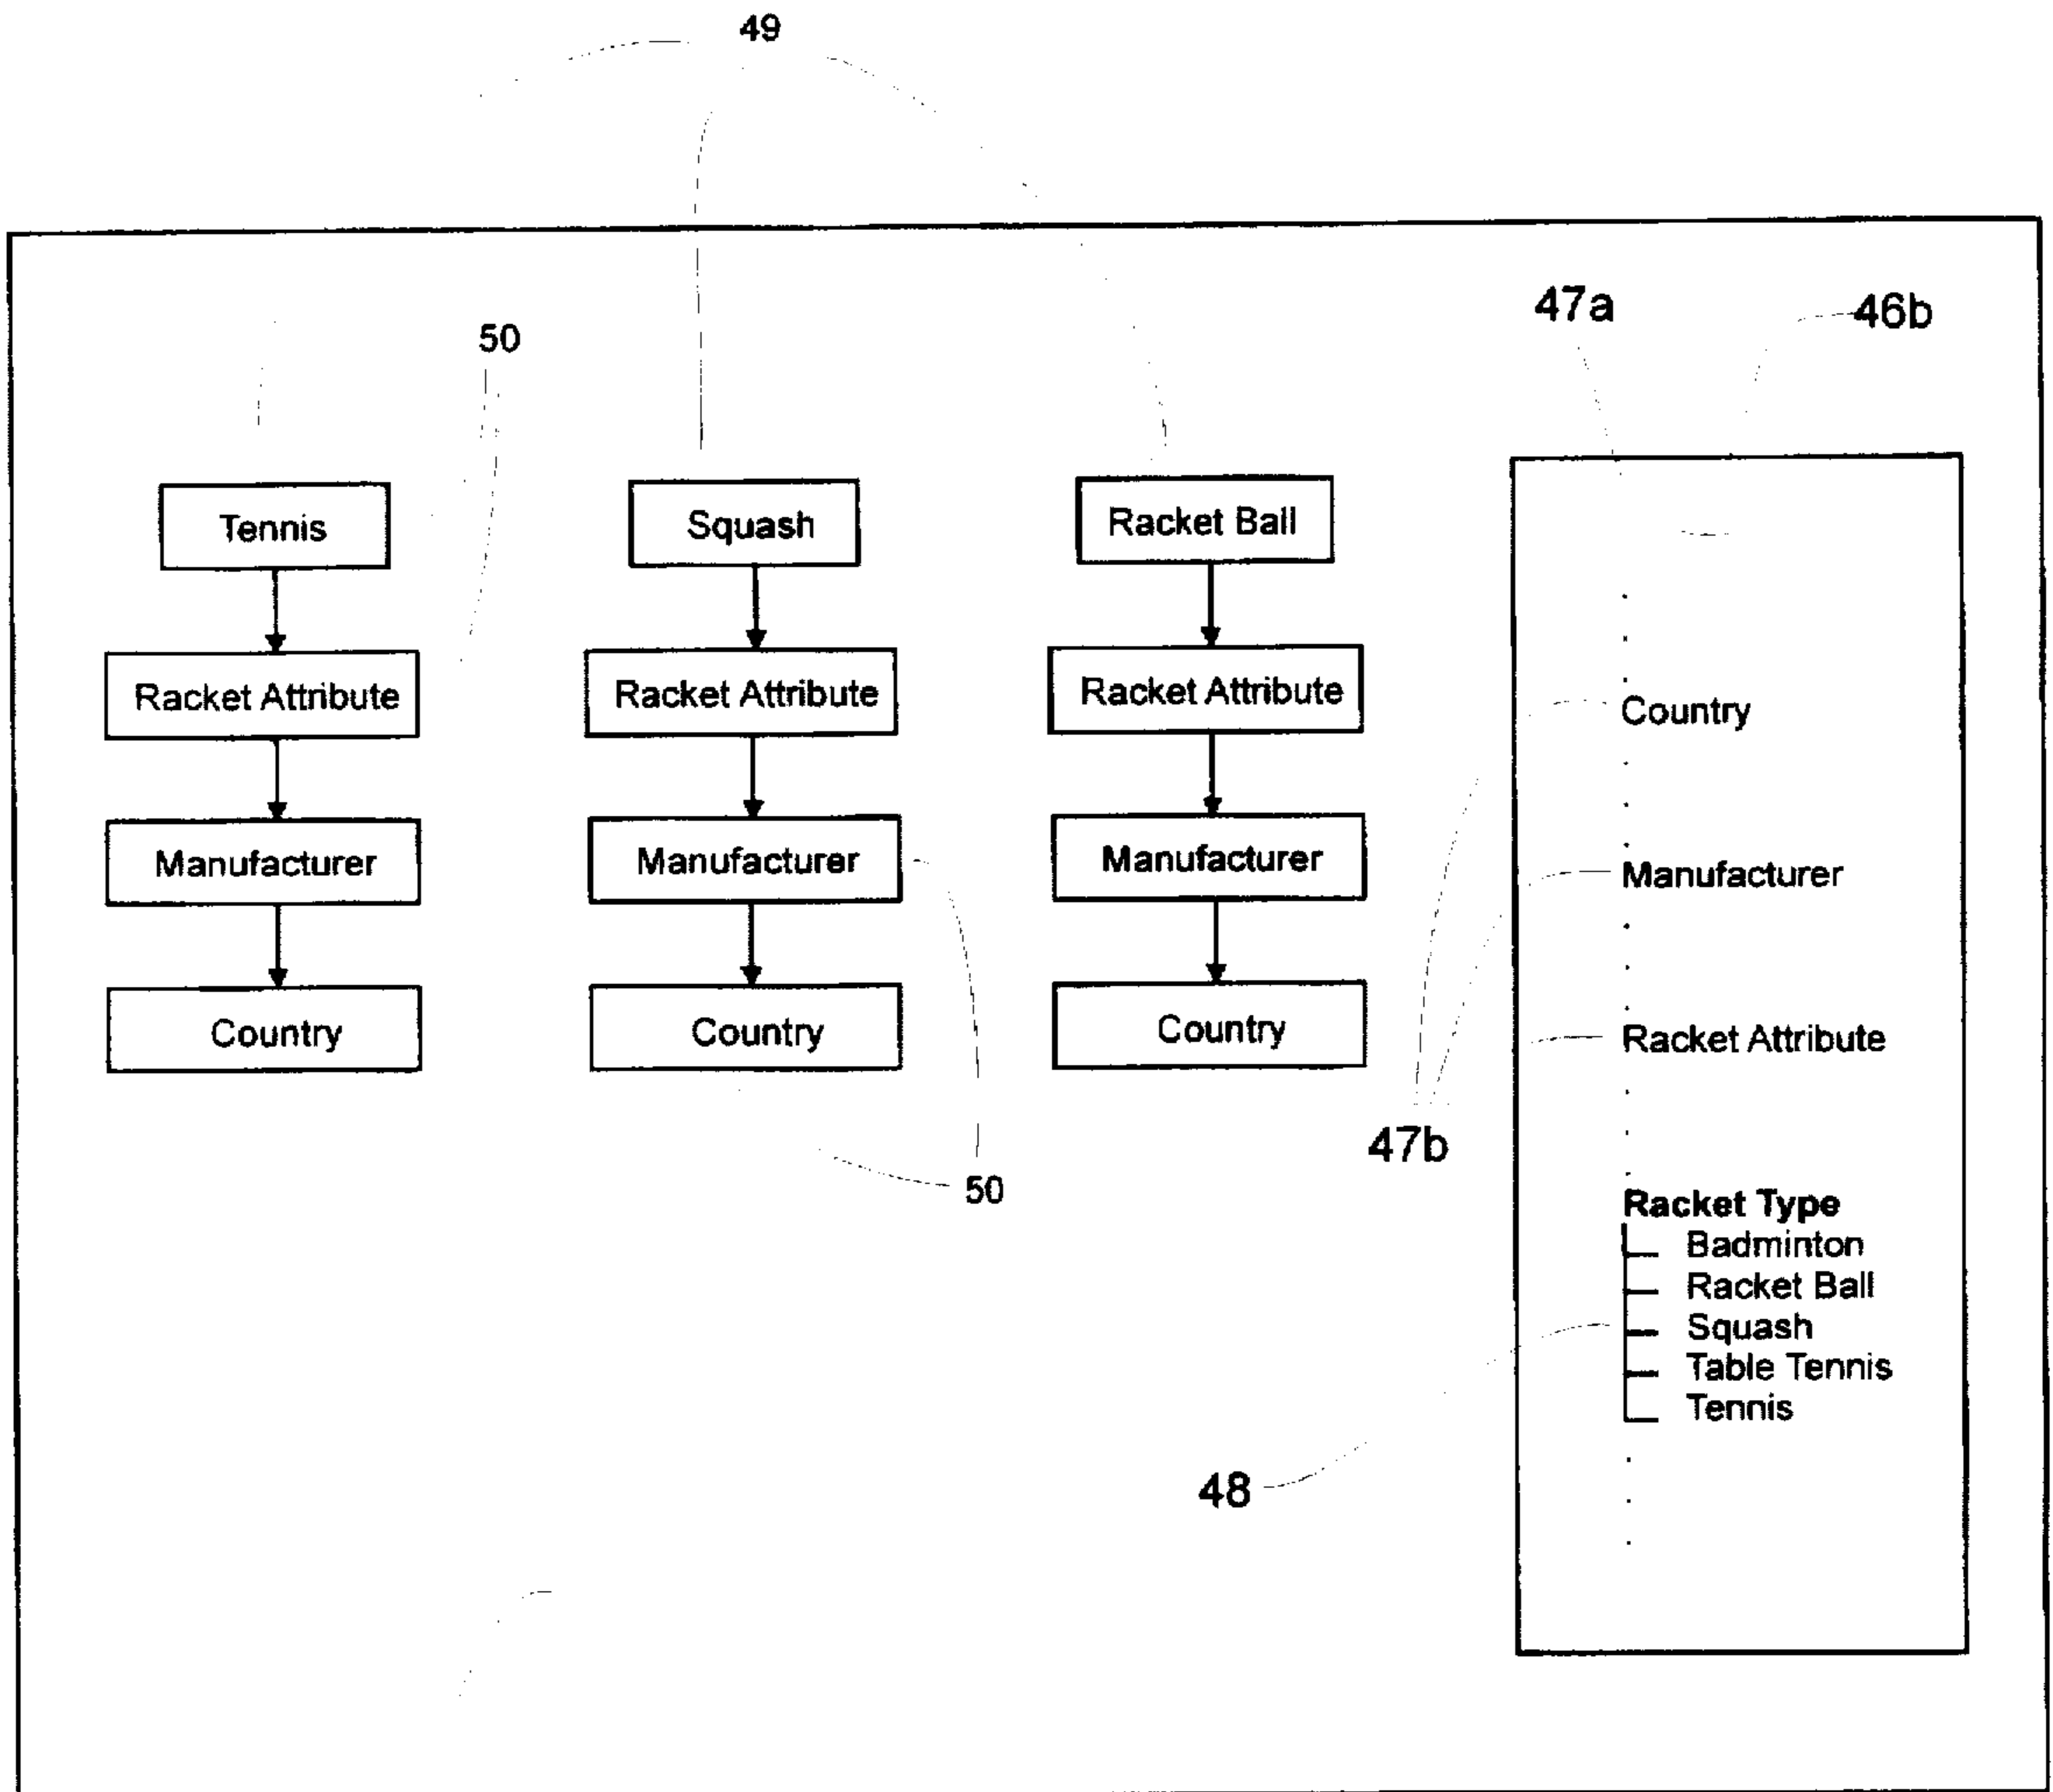 49
47a
46b
50
Tennis
Squash
Racket Ball
Racket Attribute
Racket Attribute
Racket Attribute
Manufacturer
Manufacturer
Manufacturer
Country
Country
Country
50
47b
48
Country
Manufacturer
Racket Attribute
Racket Type
Badminton
Racket Ball
Squash
Table Tennis
Tennis